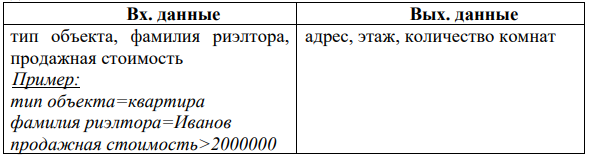 Вх. данные
Вых. данные
тип объекта, фамилия риэлтора,
продажная стоимость
Пример:
тип объекта=квартира
фамилия риэлтора=Иванов
продажная стоимость>2000000
адрес, этаж, количество комнат